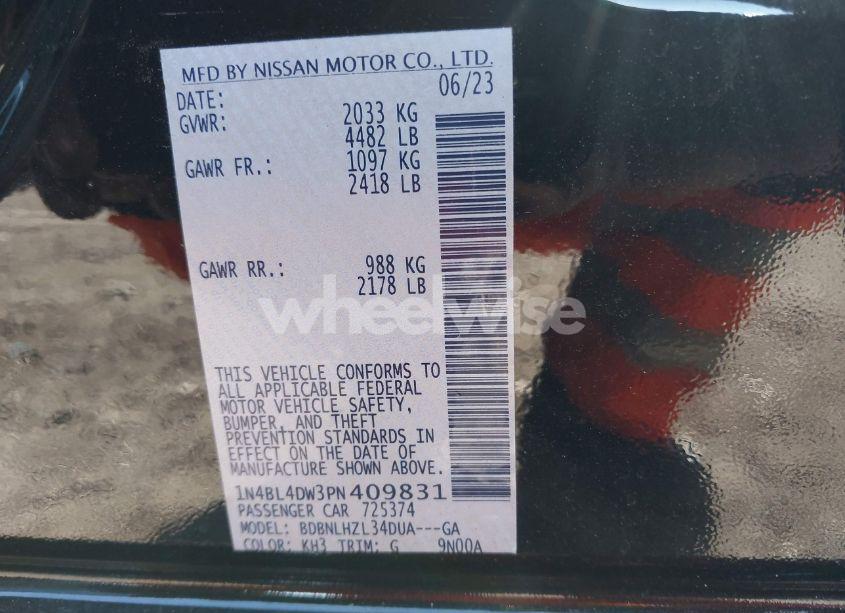 MFD BY NISSAN MOTOR CO., LTD.
DATE: 06/23
GVWR: 2033 KG
4482 LB
GAWR FR.: 1097 KG
2418 LB
GAWR RR.: 988 KG
2178 LB
wheelwise
THIS VEHICLE CONFORMS TO
ALL APPLICABLE FEDERAL
MOTOR VEHICLE SAFETY,
BUMPER, AND THEFT
PREVENTION STANDARDS IN
EFFECT ON THE DATE OF
MANUFACTURE SHOWN ABOVE.
1N4BL4DW3PN409831
PASSENGER CAR 725374
MODEL: BDBNLHZL34DUA---GA
COLOR: KH3 TRIM: G 9N00A